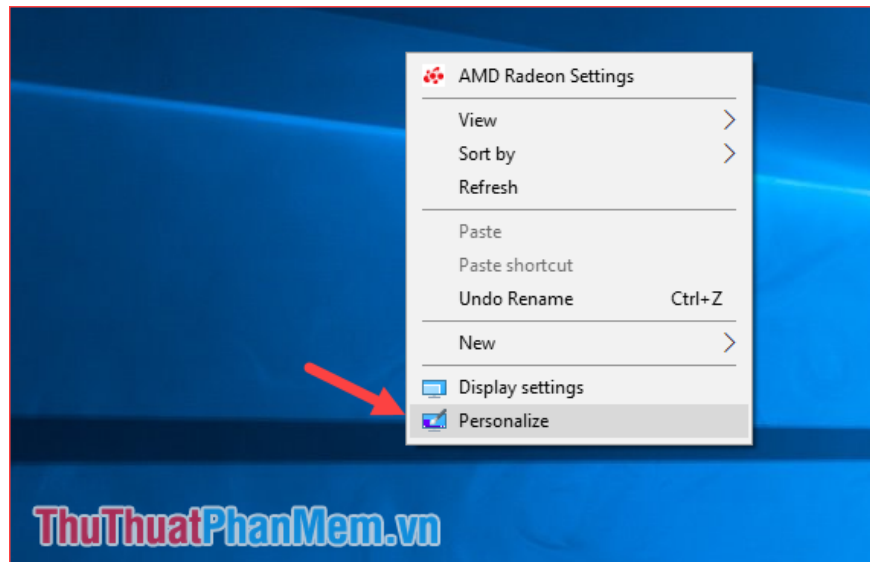 AMD Radeon Settings
View
Sort by
Refresh
Paste
Paste shortcut
Undo Rename Ctrl+Z
New
Display settings
Personalize
ThuThuatPhanMem.vn